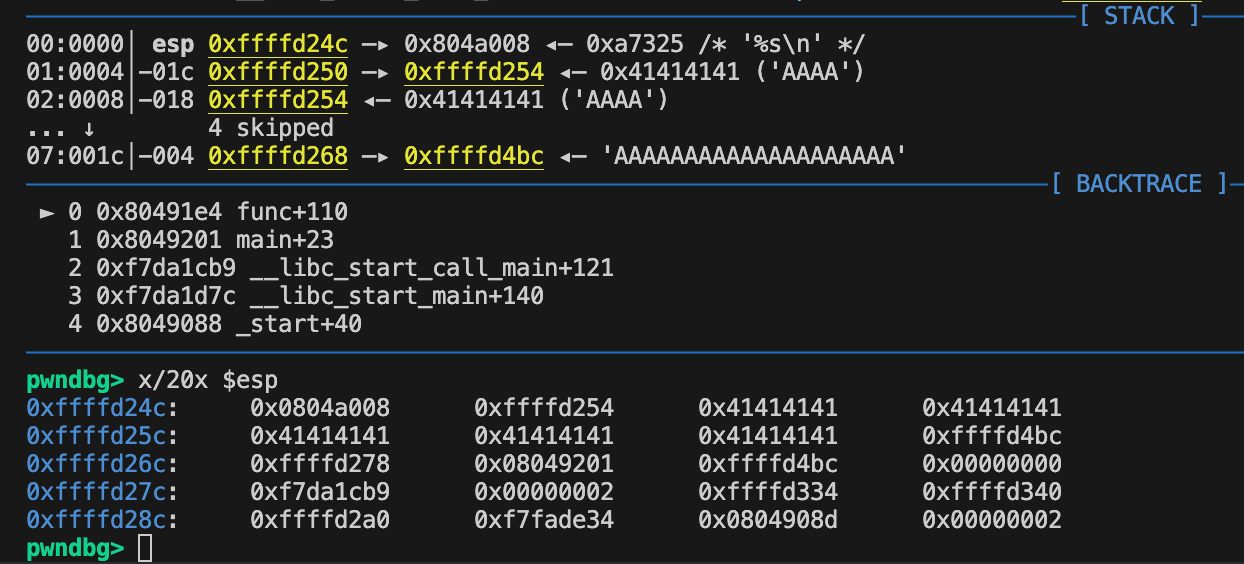 [ STACK ]
00:0000│ esp 0xffffd24c —▸ 0x804a008 ◂— 0xa7325 /* '%s\n' */
01:0004│-01c 0xffffd250 —▸ 0xffffd254 ◂— 0x41414141 ('AAAA')
02:0008│-018 0xffffd254 ◂— 0x41414141 ('AAAA')
... ↓ 4 skipped
07:001c│-004 0xffffd268 —▸ 0xffffd4bc ◂— 'AAAAAAAAAAAAAAAAAAAA'
[ BACKTRACE ]
► 0 0x80491e4 func+110
1 0x8049201 main+23
2 0xf7da1cb9 __libc_start_call_main+121
3 0xf7da1d7c __libc_start_main+140
4 0x8049088 _start+40
pwndbg> x/20x $esp
0xffffd24c: 0x0804a008 0xffffd254 0x41414141 0x41414141
0xffffd25c: 0x41414141 0x41414141 0x41414141 0xffffd4bc
0xffffd26c: 0xffffd278 0x08049201 0xffffd4bc 0x00000000
0xffffd27c: 0xf7da1cb9 0x00000002 0xffffd334 0xffffd340
0xffffd28c: 0xffffd2a0 0xf7fade34 0x0804908d 0x00000002
pwndbg>